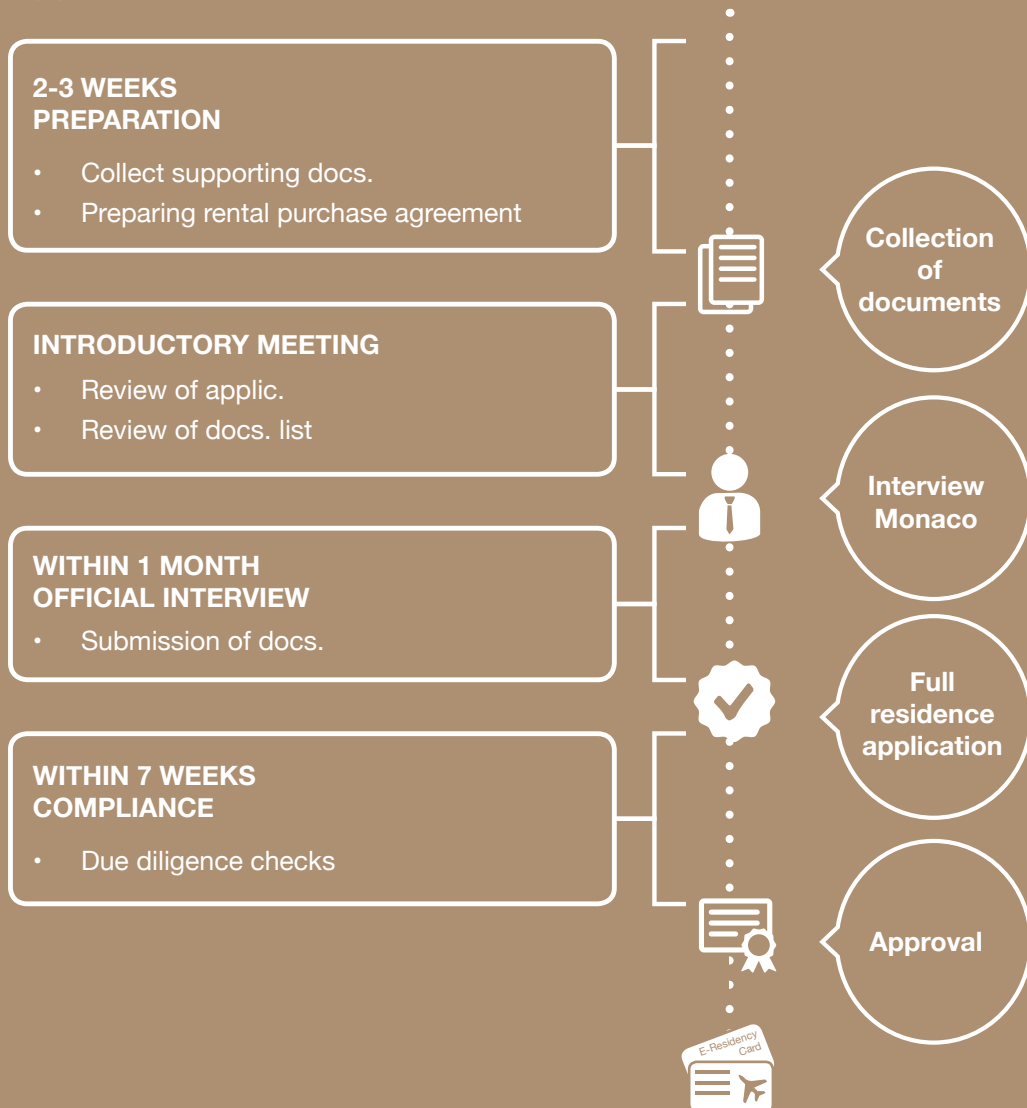 2-3 WEEKS
PREPARATION
• Collect supporting docs.
• Preparing rental purchase agreement
Collection
of
documents
INTRODUCTORY MEETING
• Review of applic.
• Review of docs. list
Interview
Monaco
WITHIN 1 MONTH
OFFICIAL INTERVIEW
• Submission of docs.
Full
residence
application
WITHIN 7 WEEKS
COMPLIANCE
• Due diligence checks
Approval
E-Residency
Card